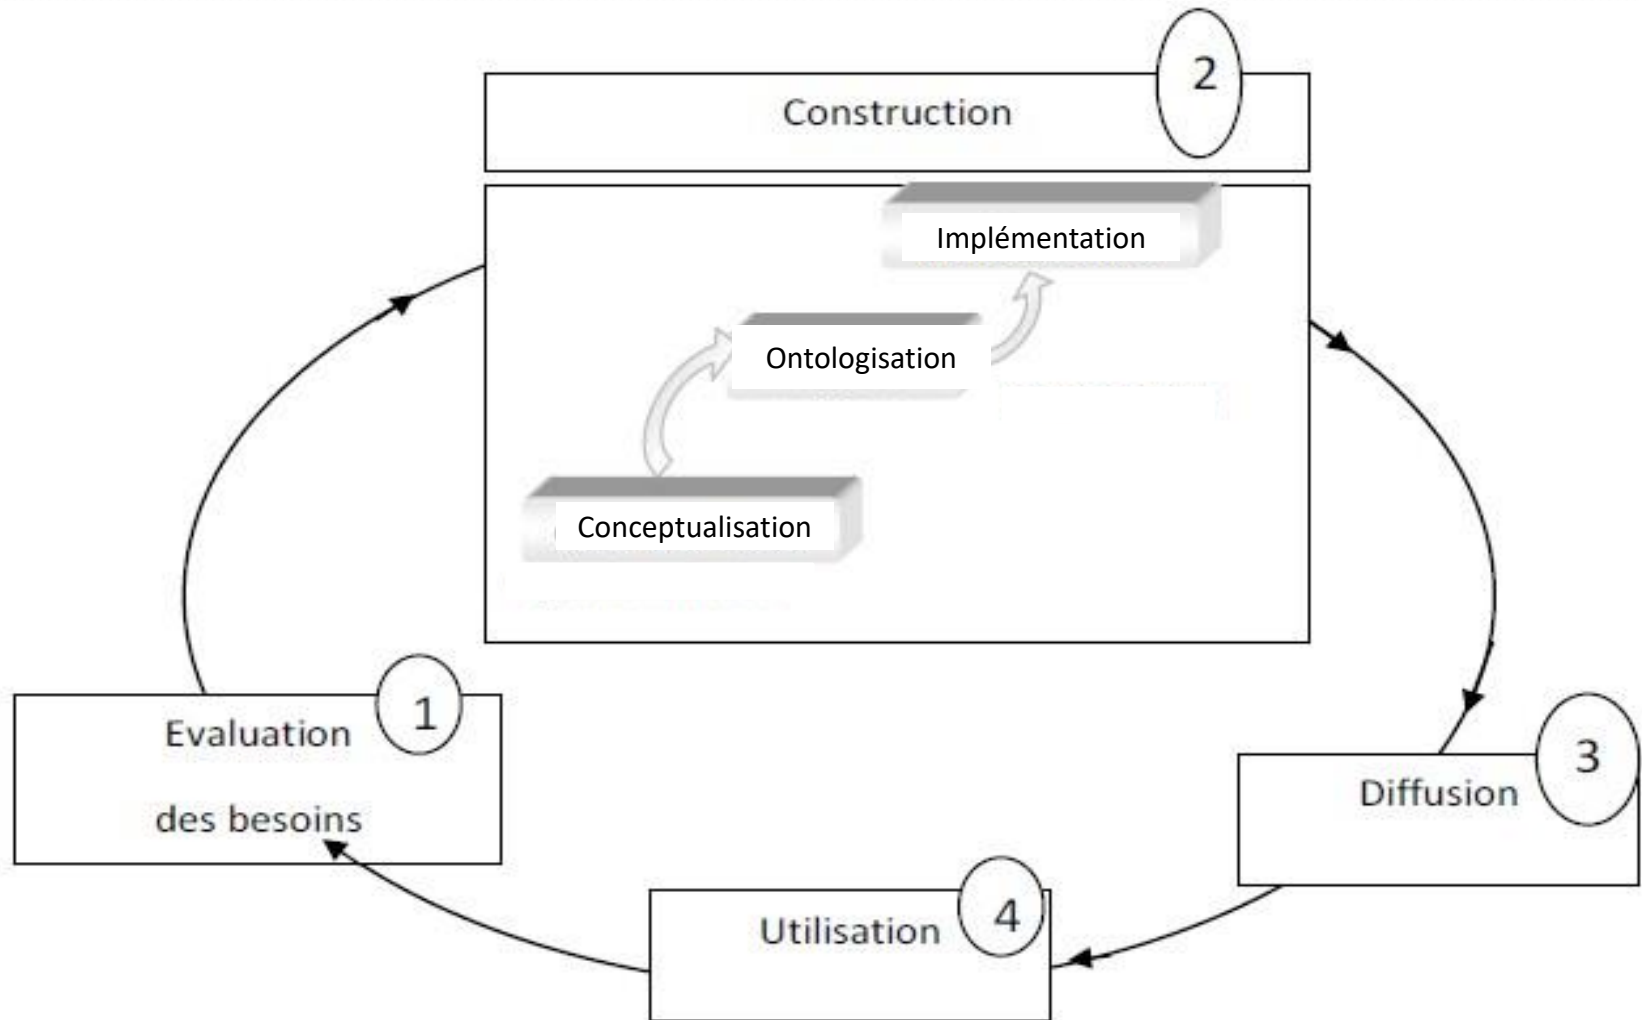 2
Construction
Implémentation
Ontologisation
Conceptualisation
1
Evaluation
des besoins
3
Diffusion
4
Utilisation